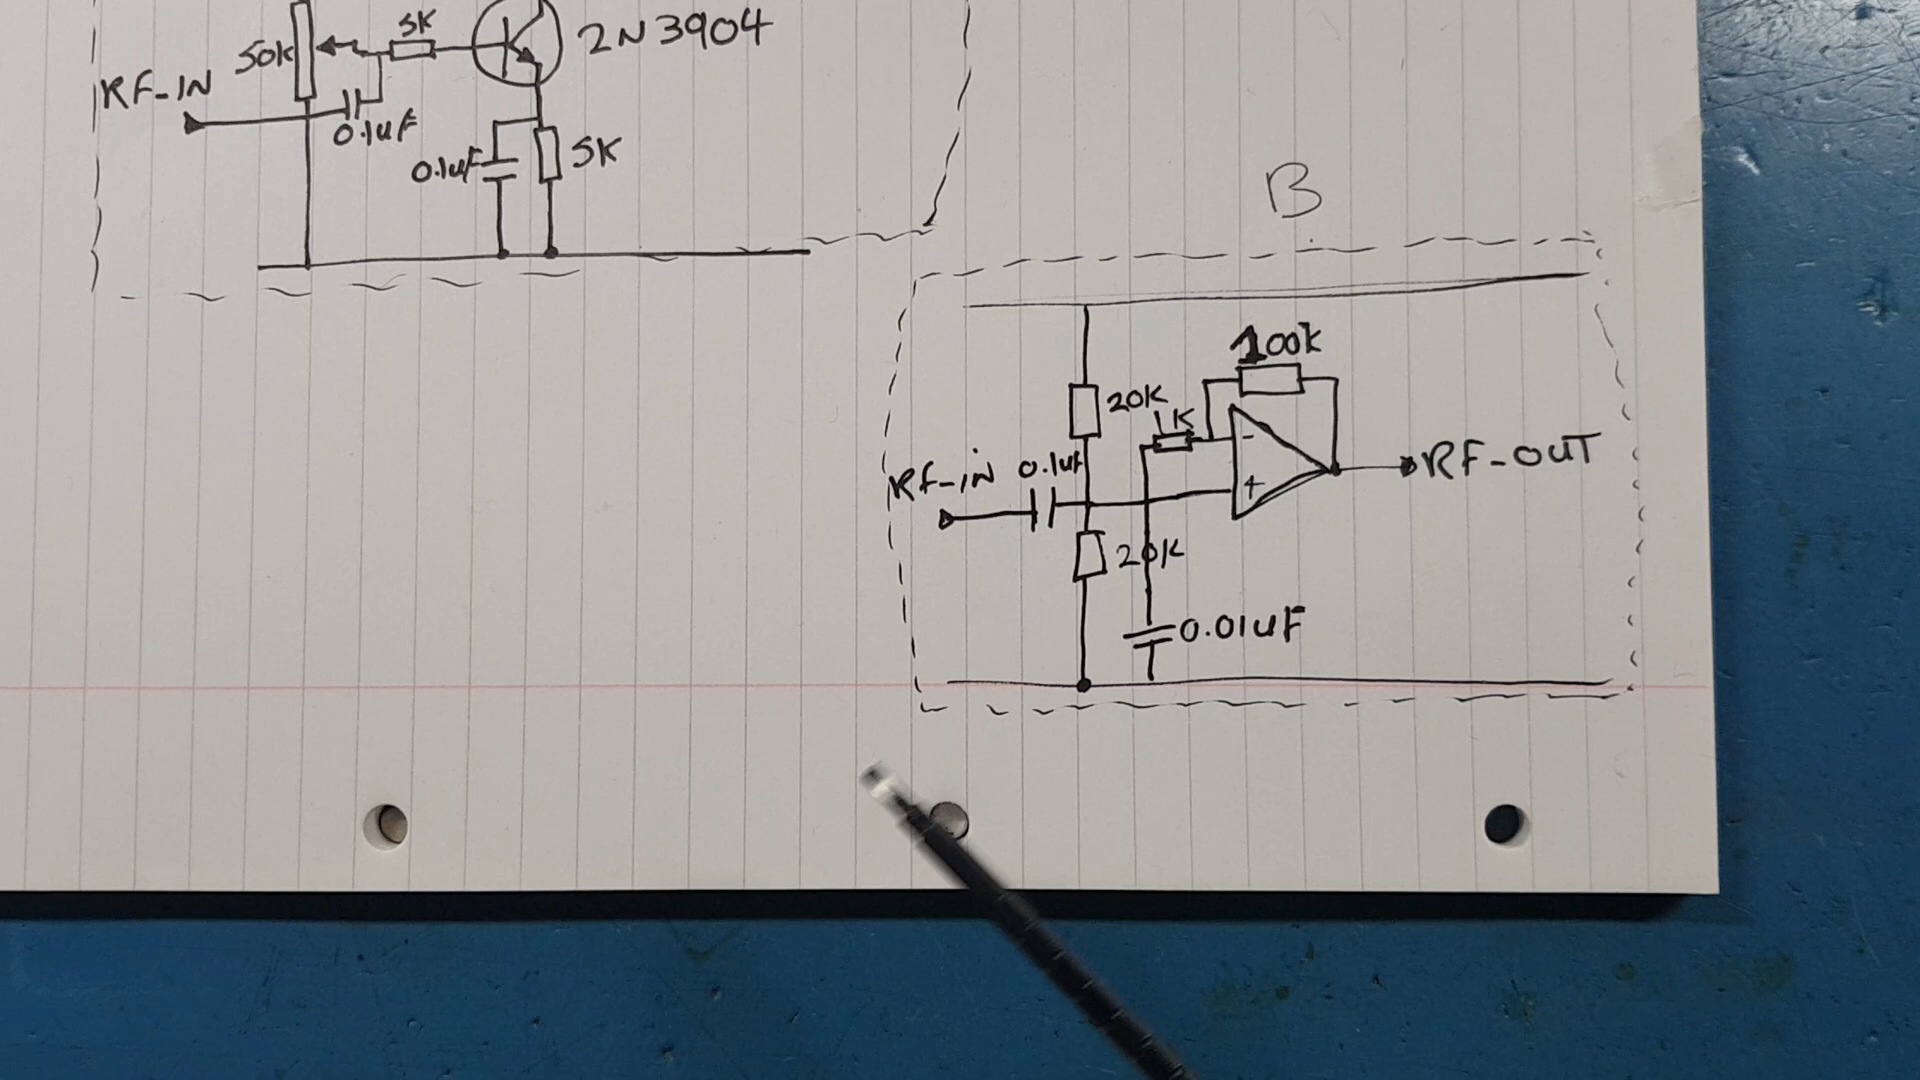 5K
2N3904
50k
RF-IN
0.1uF
0.1uF
5K
B
100k
20K
1K
RF-iN
0.1uF
-
+
RF-OUT
20K
0.01uF